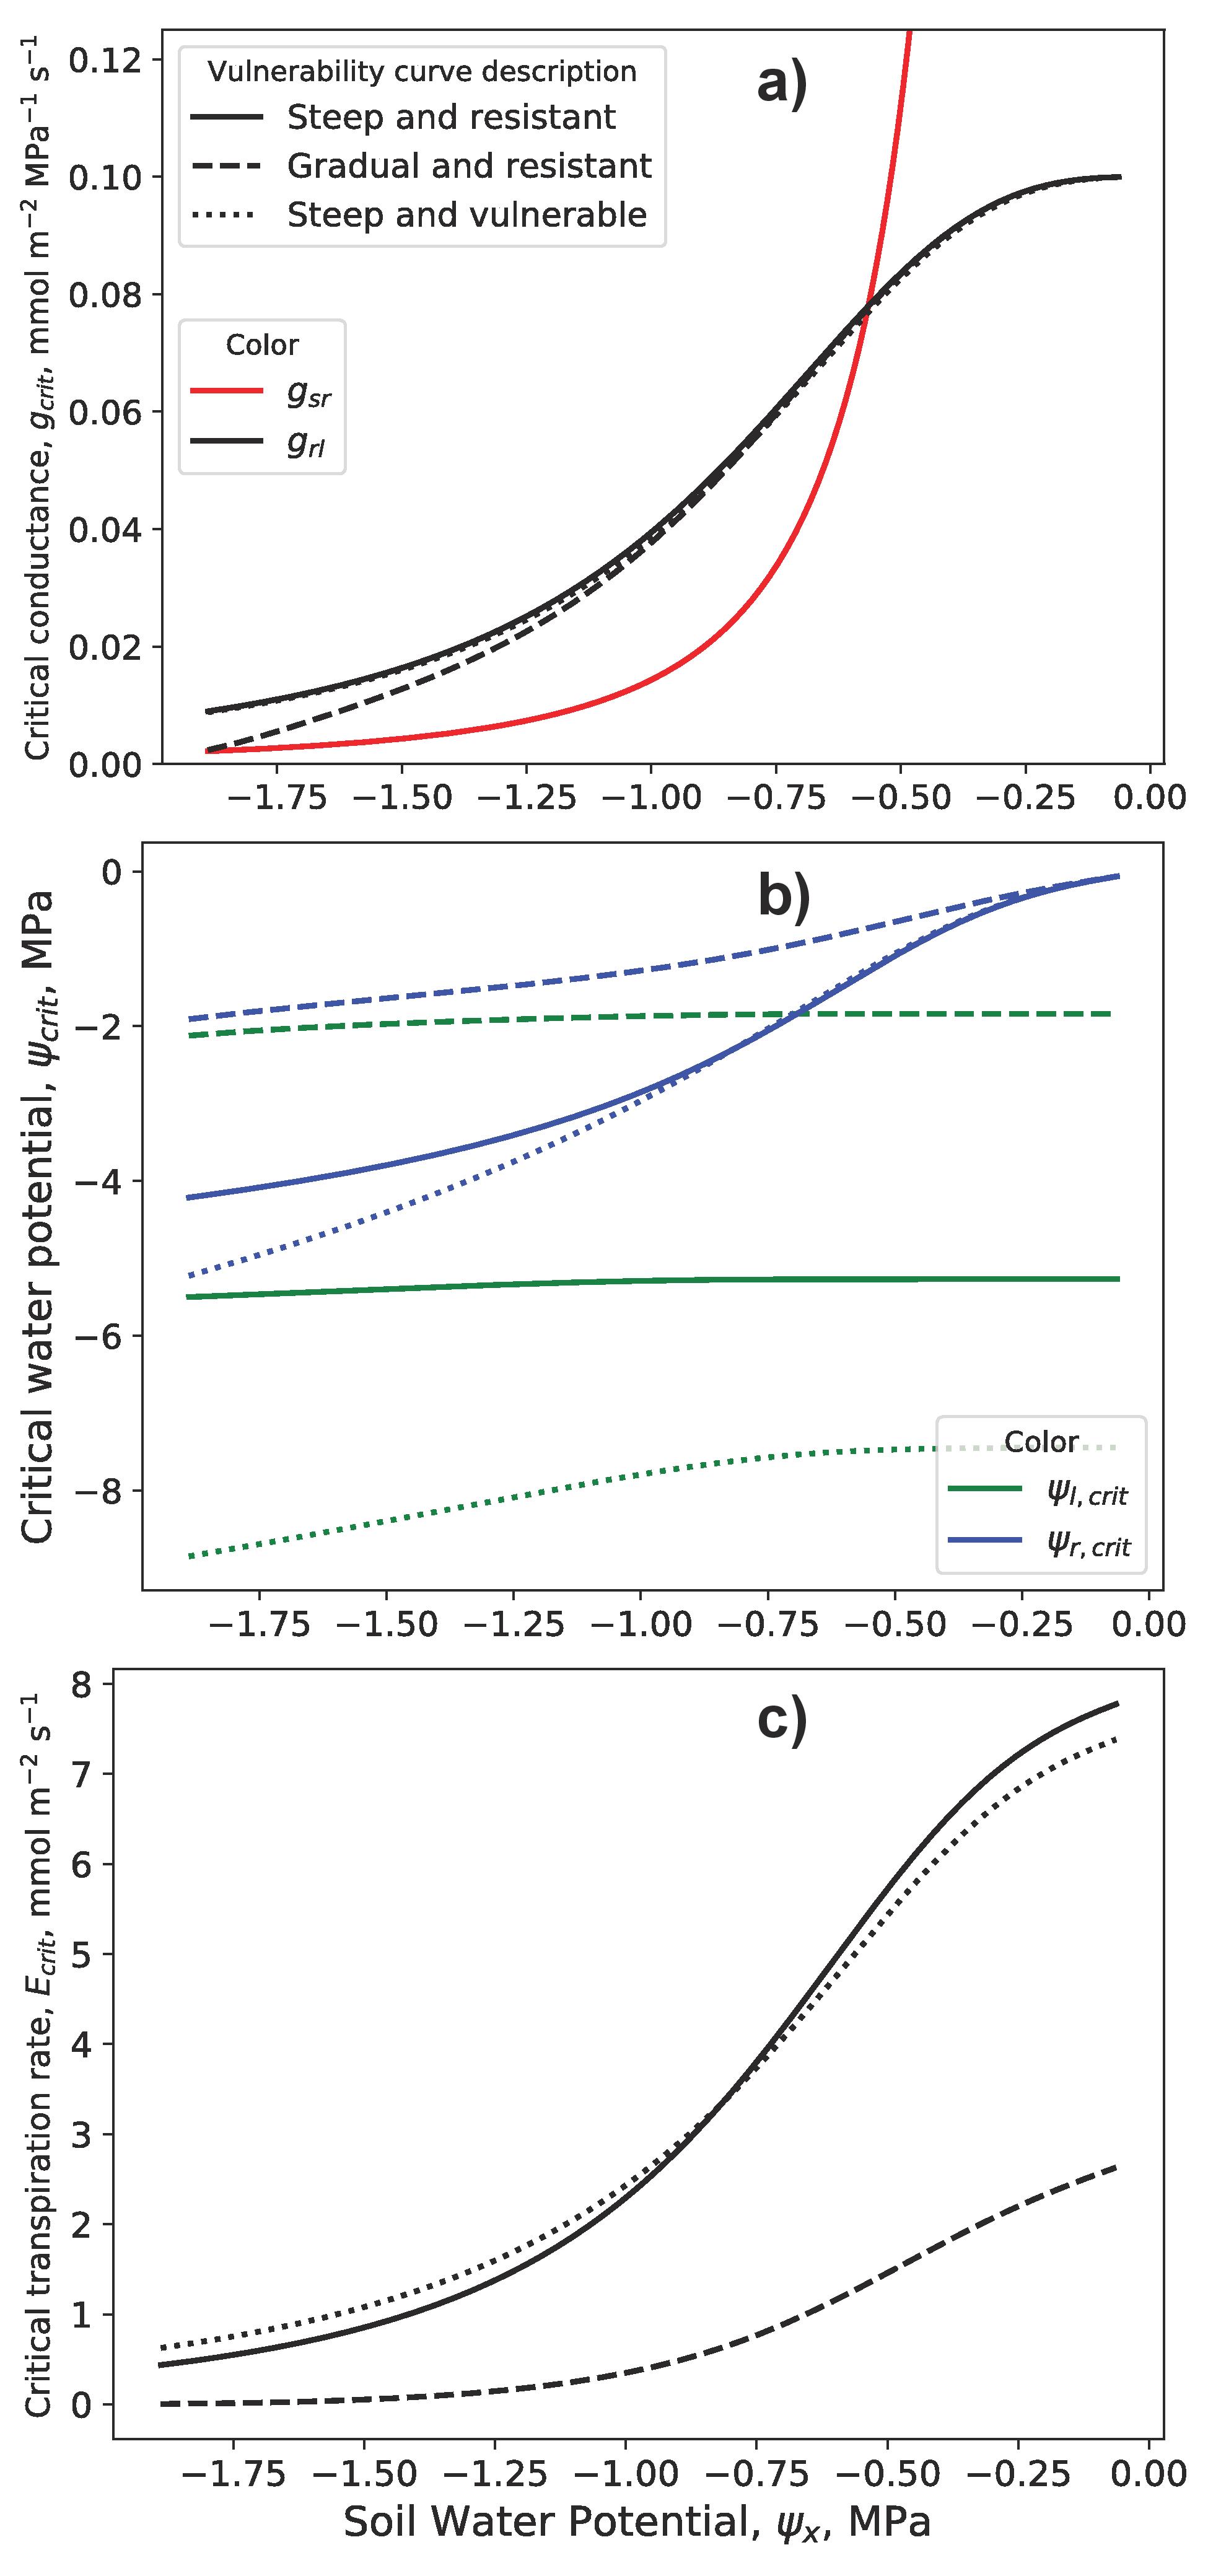 a)
Critical conductance, g_crit, mmol m⁻² MPa⁻¹ s⁻¹
0.12
0.10
0.08
0.06
0.04
0.02
0.00
Vulnerability curve description
Steep and resistant
Gradual and resistant
Steep and vulnerable
Color
g_sr
g_rl
−1.75 −1.50 −1.25 −1.00 −0.75 −0.50 −0.25 0.00
b)
Critical water potential, ψ_crit, MPa
0
−2
−4
−6
−8
Color
ψ_l, crit
ψ_r, crit
−1.75 −1.50 −1.25 −1.00 −0.75 −0.50 −0.25 0.00
c)
Critical transpiration rate, E_crit, mmol m⁻² s⁻¹
8
7
6
5
4
3
2
1
0
−1.75 −1.50 −1.25 −1.00 −0.75 −0.50 −0.25 0.00
Soil Water Potential, ψ_x, MPa